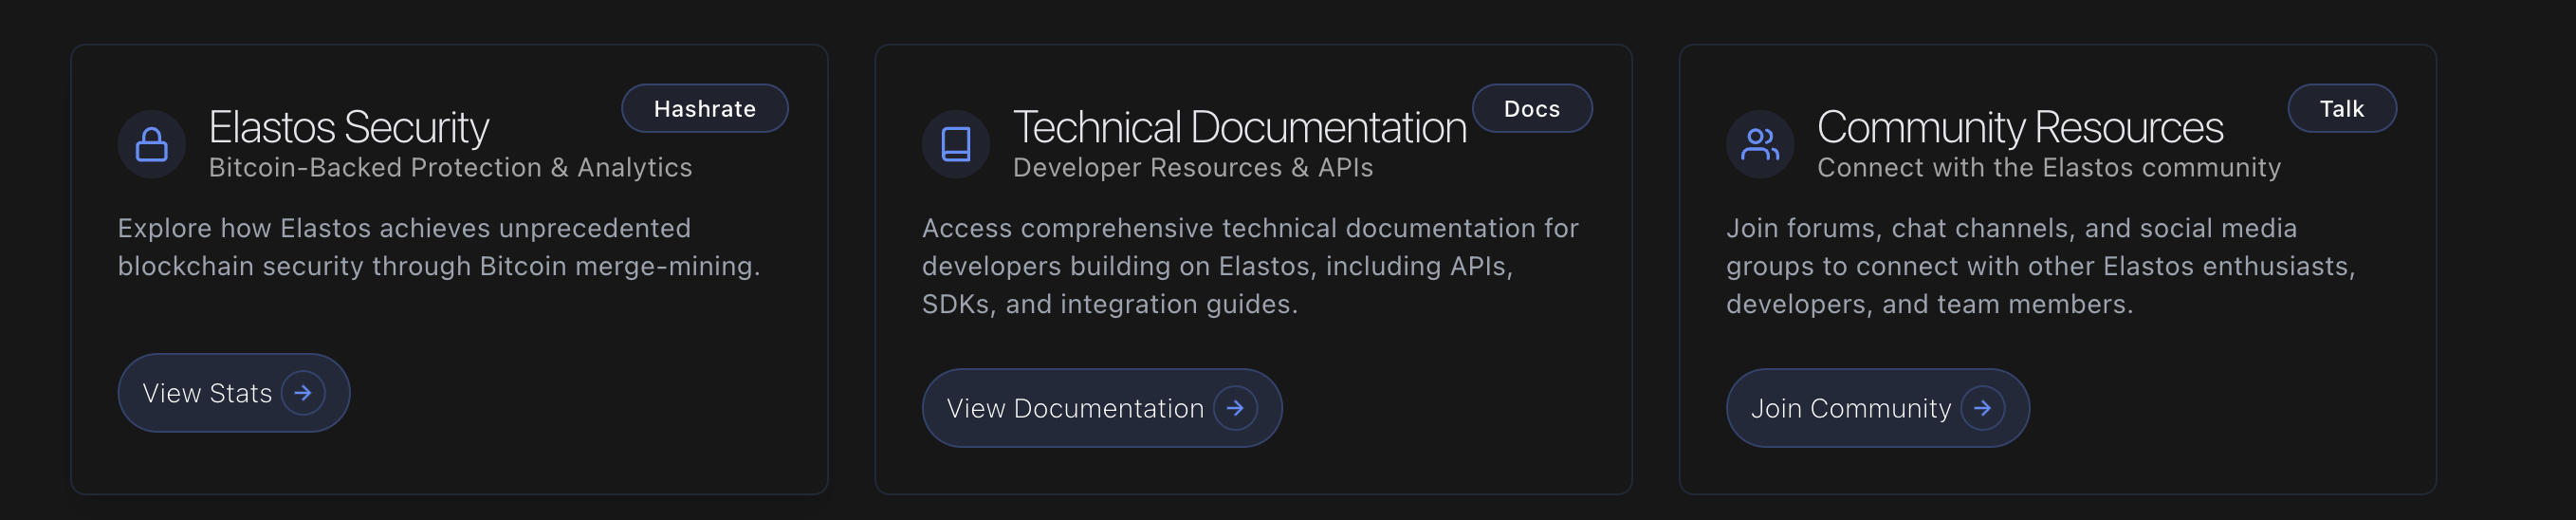 Elastos Security
Hashrate
Bitcoin-Backed Protection & Analytics
Explore how Elastos achieves unprecedented
blockchain security through Bitcoin merge-mining.
View Stats
Technical Documentation
Docs
Developer Resources & APIs
Access comprehensive technical documentation for
developers building on Elastos, including APIs,
SDKs, and integration guides.
View Documentation
Community Resources
Talk
Connect with the Elastos community
Join forums, chat channels, and social media
groups to connect with other Elastos enthusiasts,
developers, and team members.
Join Community